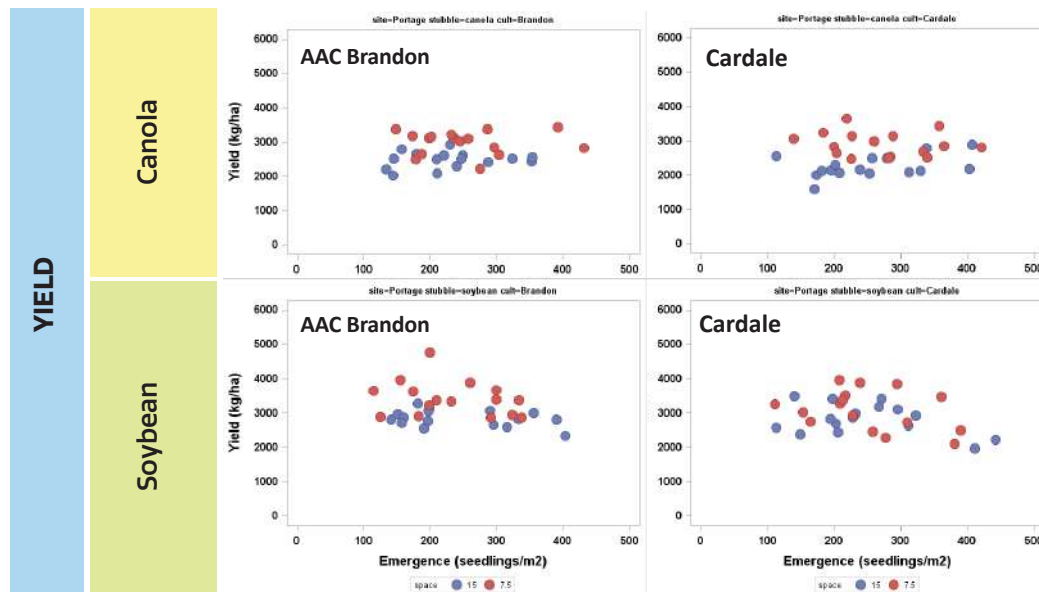 YIELD
Canola
Soybean
site=Portage stubble=canola cult=Brandon
AAC Brandon
Yield (kg/ha)
6000
5000
4000
3000
2000
1000
0
0 100 200 300 400 500
site=Portage stubble=canola cult=Cardale
Cardale
6000
5000
4000
3000
2000
1000
0
0 100 200 300 400 500
site=Portage stubble=soybean cult=Brandon
AAC Brandon
Yield (kg/ha)
6000
5000
4000
3000
2000
1000
0
0 100 200 300 400 500
Emergence (seedlings/m2)
space 15 7.5
site=Portage stubble=soybean cult=Cardale
Cardale
6000
5000
4000
3000
2000
1000
0
0 100 200 300 400 500
Emergence (seedlings/m2)
space 15 7.5